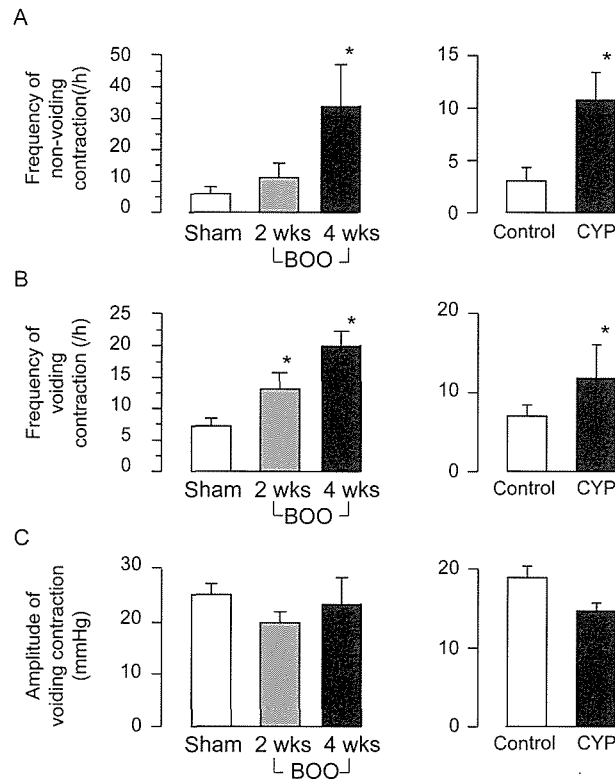 A
Frequency of
non-voiding
contraction(/h)
50
40
30
20
10
0
*
Sham 2 wks 4 wks
BOO
15
10
5
0
*
Control CYP
B
Frequency of
voiding
contraction (/h)
25
20
15
10
5
0
* *
Sham 2 wks 4 wks
BOO
20
10
0
*
Control CYP
C
Amplitude of
voiding contraction
(mmHg)
30
20
10
0
Sham 2 wks 4 wks
BOO
20
10
0
Control CYP